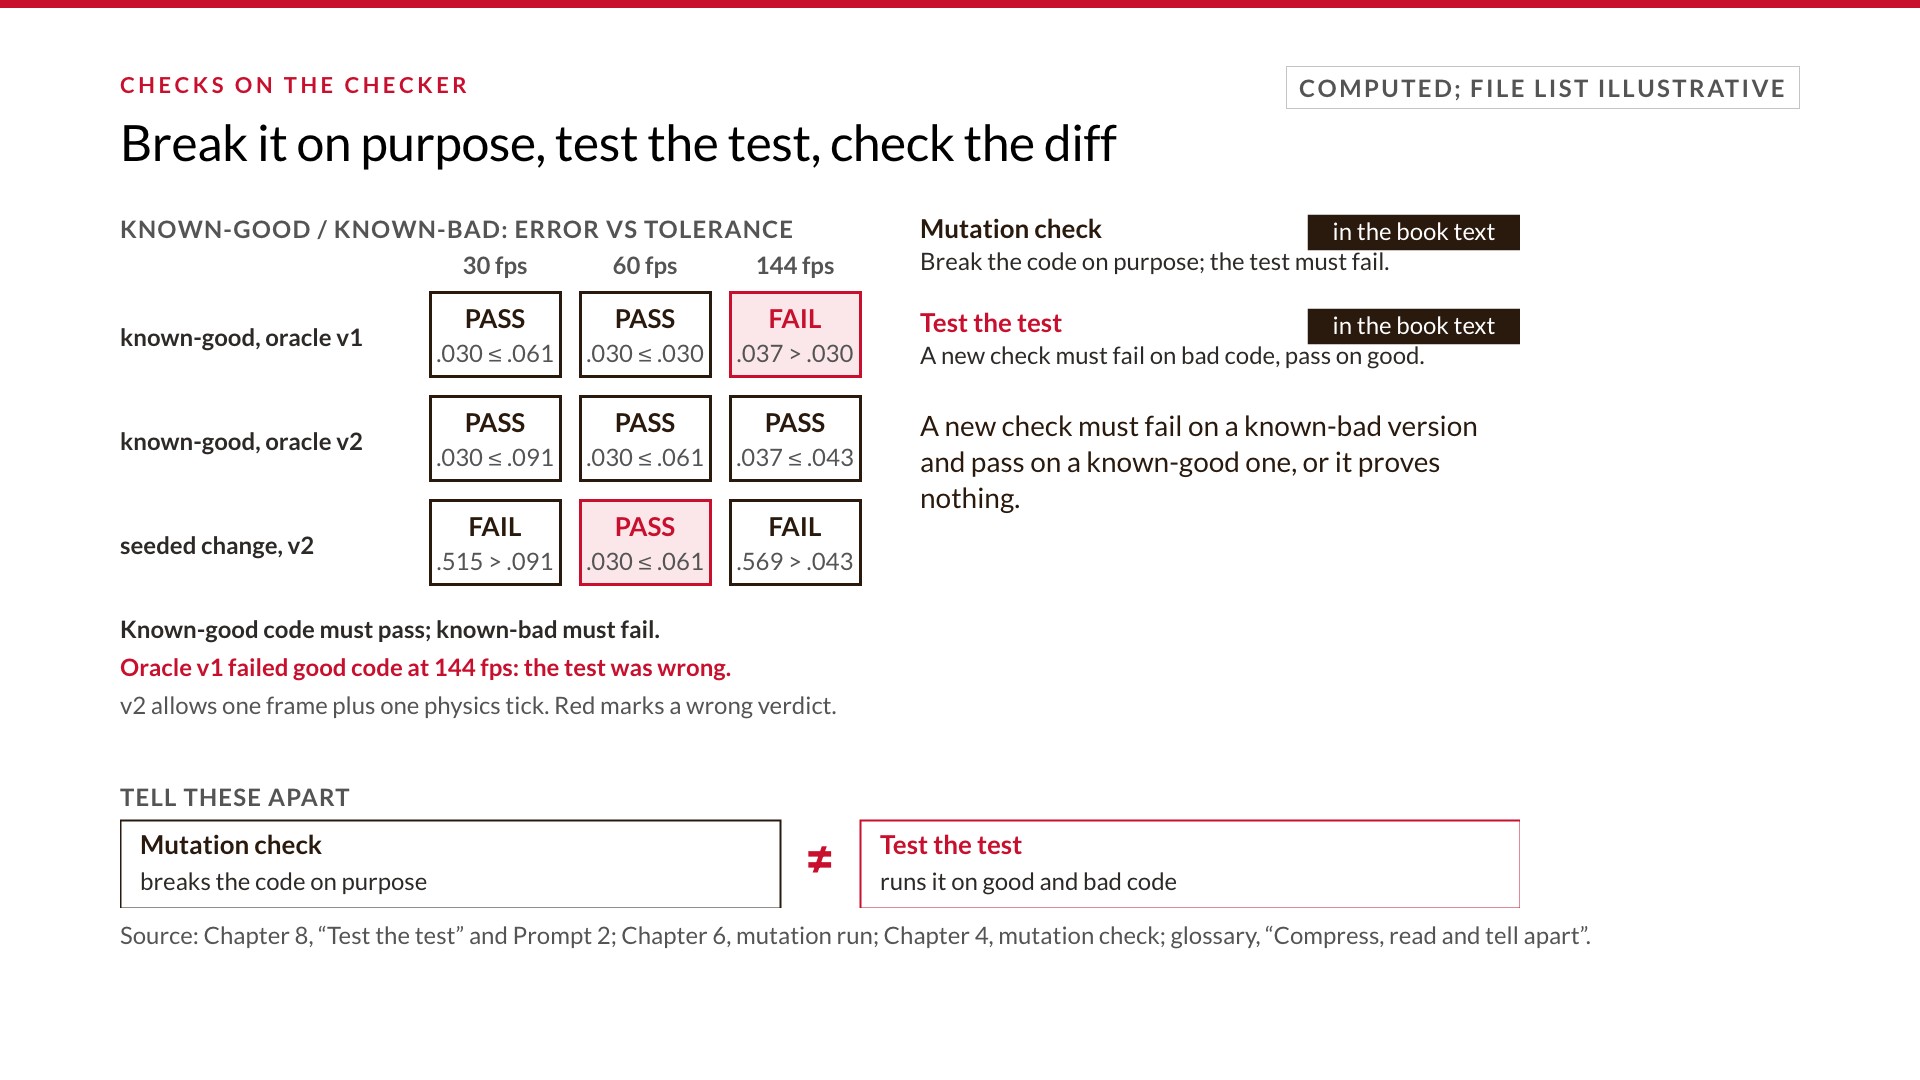 CHECKS ON THE CHECKER
COMPUTED; FILE LIST ILLUSTRATIVE
Break it on purpose, test the test, check the diff
KNOWN-GOOD / KNOWN-BAD: ERROR VS TOLERANCE
30 fps 60 fps 144 fps
known-good, oracle v1
PASS PASS FAIL
.030 ≤ .061 .030 ≤ .030 .037 > .030
known-good, oracle v2
PASS PASS PASS
.030 ≤ .091 .030 ≤ .061 .037 ≤ .043
seeded change, v2
FAIL PASS FAIL
.515 > .091 .030 ≤ .061 .569 > .043
Known-good code must pass; known-bad must fail.
Oracle v1 failed good code at 144 fps: the test was wrong.
v2 allows one frame plus one physics tick. Red marks a wrong verdict.
Mutation check
in the book text
Break the code on purpose; the test must fail.
Test the test
in the book text
A new check must fail on bad code, pass on good.
A new check must fail on a known-bad version
and pass on a known-good one, or it proves
nothing.
TELL THESE APART
Mutation check
breaks the code on purpose
≠
Test the test
runs it on good and bad code
Source: Chapter 8, “Test the test” and Prompt 2; Chapter 6, mutation run; Chapter 4, mutation check; glossary, “Compress, read and tell apart”.